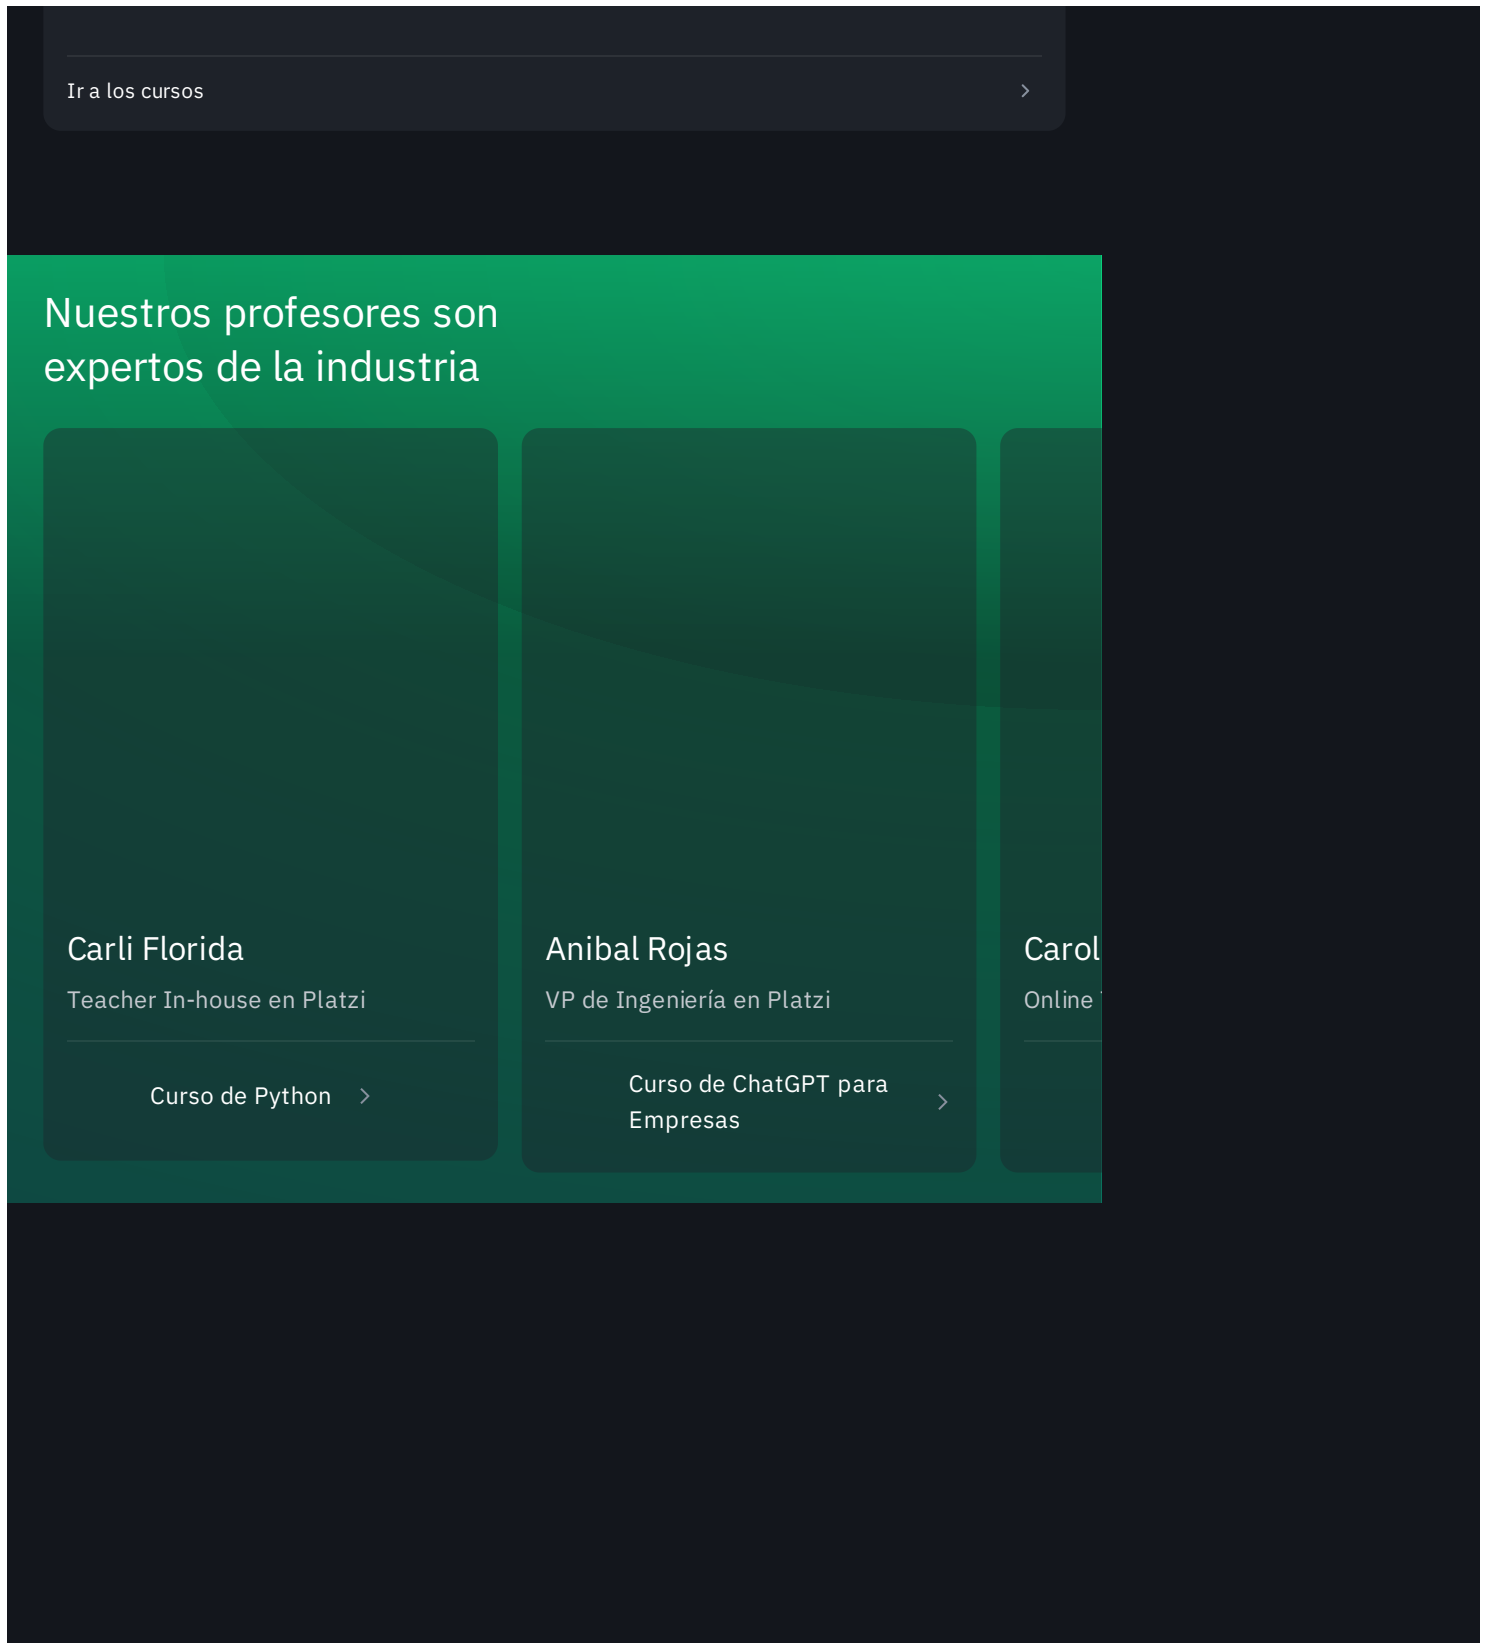 Ir a los cursos
Nuestros profesores son
expertos de la industria
Carli Florida
Teacher In-house en Platzi
Curso de Python
Anibal Rojas
VP de Ingeniería en Platzi
Curso de ChatGPT para
Empresas
Carol
Online